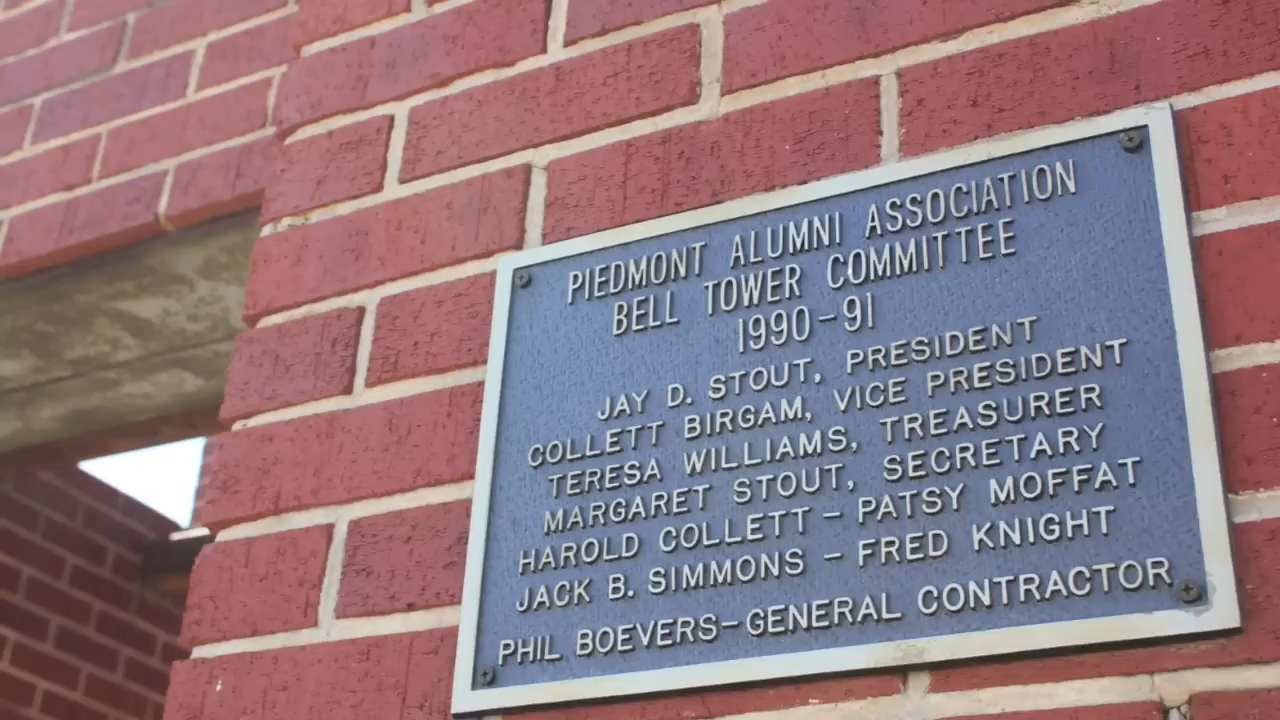 PIEDMONT ALUMNI ASSOCIATION
BELL TOWER COMMITTEE
1990-91
JAY D. STOUT, PRESIDENT
COLLETT BIRGAM, VICE PRESIDENT
TERESA WILLIAMS, TREASURER
MARGARET STOUT, SECRETARY
HAROLD COLLETT - PATSY MOFFAT
JACK B. SIMMONS - FRED KNIGHT
PHIL BOEVERS-GENERAL CONTRACTOR